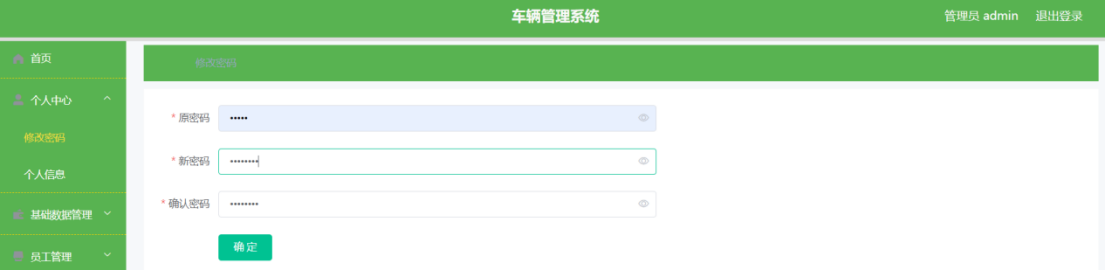 车辆管理系统
管理员 admin 退出登录
首页
修改密码
个人中心
修改密码
个人信息
基础数据管理
员工管理
* 原密码 •••••
* 新密码 ••••••••
* 确认密码 ••••••••
确 定